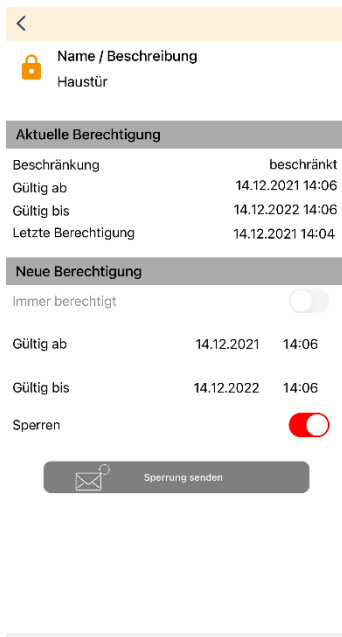 Name / Beschreibung
Haustür
Aktuelle Berechtigung
Beschränkung beschränkt
Gültig ab 14.12.2021 14:06
Gültig bis 14.12.2022 14:06
Letzte Berechtigung 14.12.2021 14:04
Neue Berechtigung
Immer berechtigt
Gültig ab 14.12.2021 14:06
Gültig bis 14.12.2022 14:06
Sperren
Sperrung senden